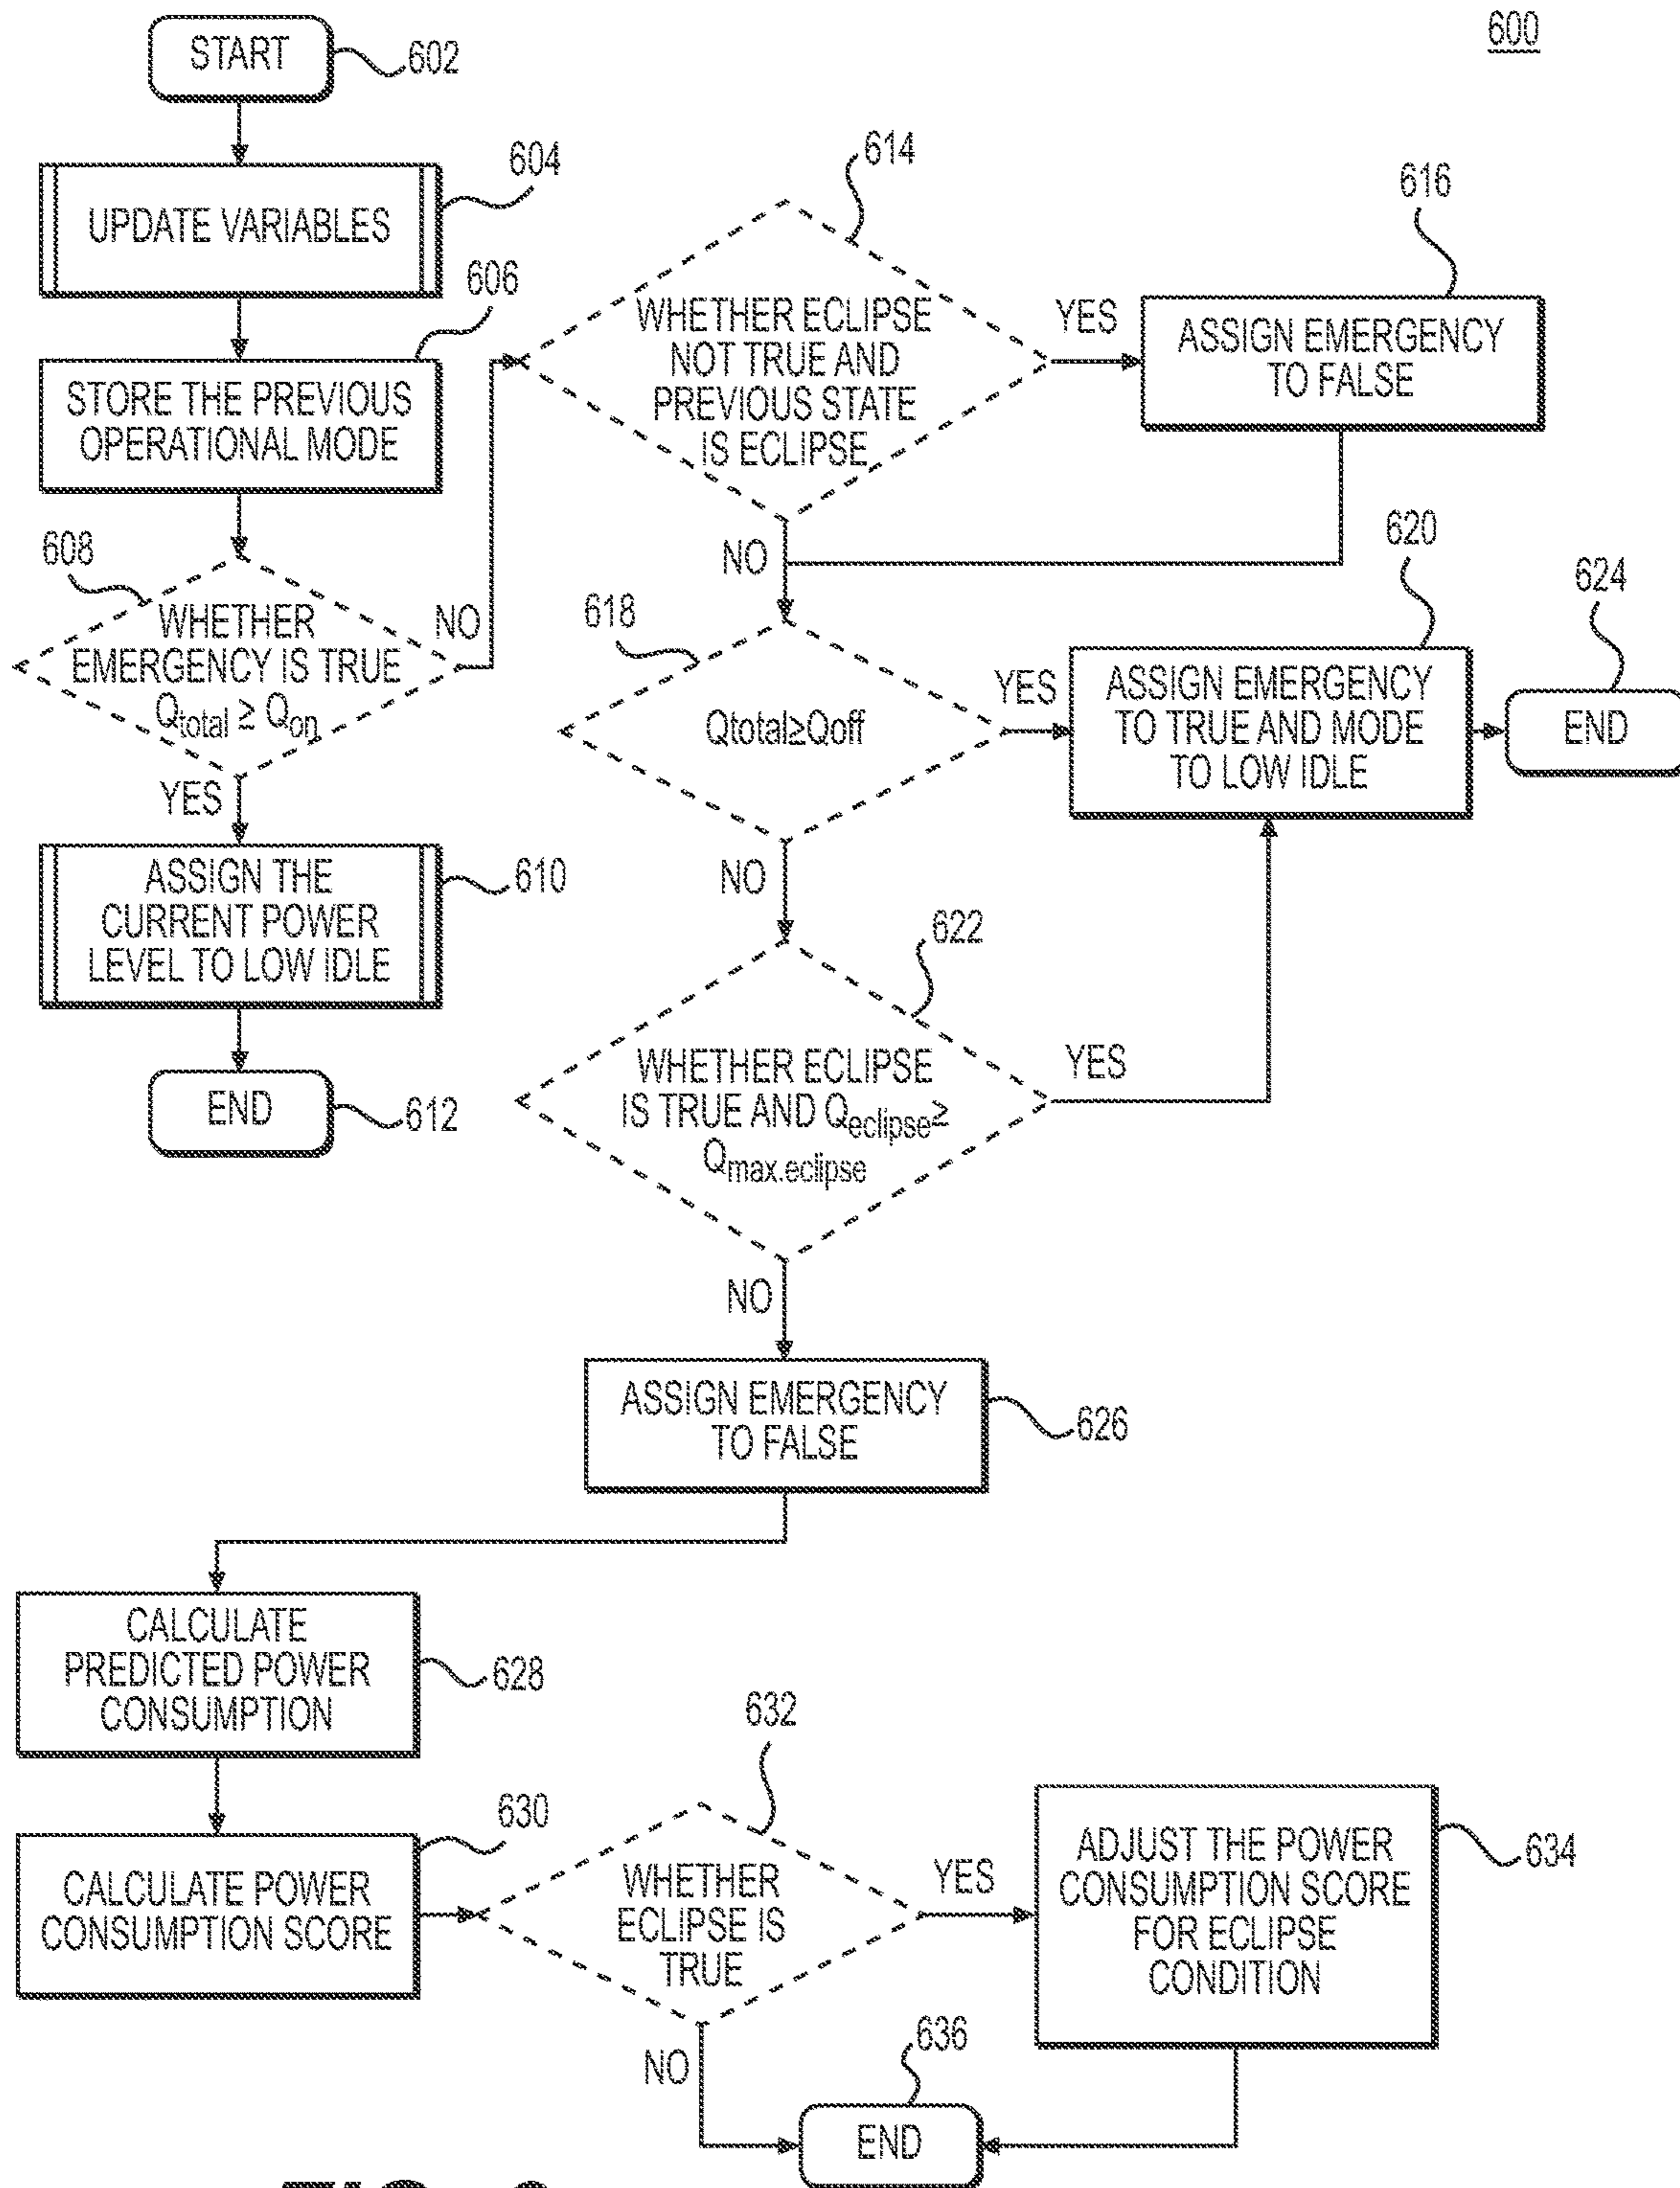 600
START
602
UPDATE VARIABLES
604
STORE THE PREVIOUS
OPERATIONAL MODE
606
608
WHETHER
EMERGENCY IS TRUE
Qtotal ≥ Qon
NO
YES
ASSIGN THE
CURRENT POWER
LEVEL TO LOW IDLE
610
END
612
614
WHETHER ECLIPSE
NOT TRUE AND
PREVIOUS STATE
IS ECLIPSE
YES
NO
616
ASSIGN EMERGENCY
TO FALSE
618
Qtotal≥Qoff
YES
NO
620
ASSIGN EMERGENCY
TO TRUE AND MODE
TO LOW IDLE
624
END
622
WHETHER ECLIPSE
IS TRUE AND Qeclipse≥
Qmax.eclipse
YES
NO
ASSIGN EMERGENCY
TO FALSE
626
CALCULATE
PREDICTED POWER
CONSUMPTION
628
CALCULATE POWER
CONSUMPTION SCORE
630
632
WHETHER
ECLIPSE IS
TRUE
YES
NO
ADJUST THE POWER
CONSUMPTION SCORE
FOR ECLIPSE
CONDITION
634
636
END